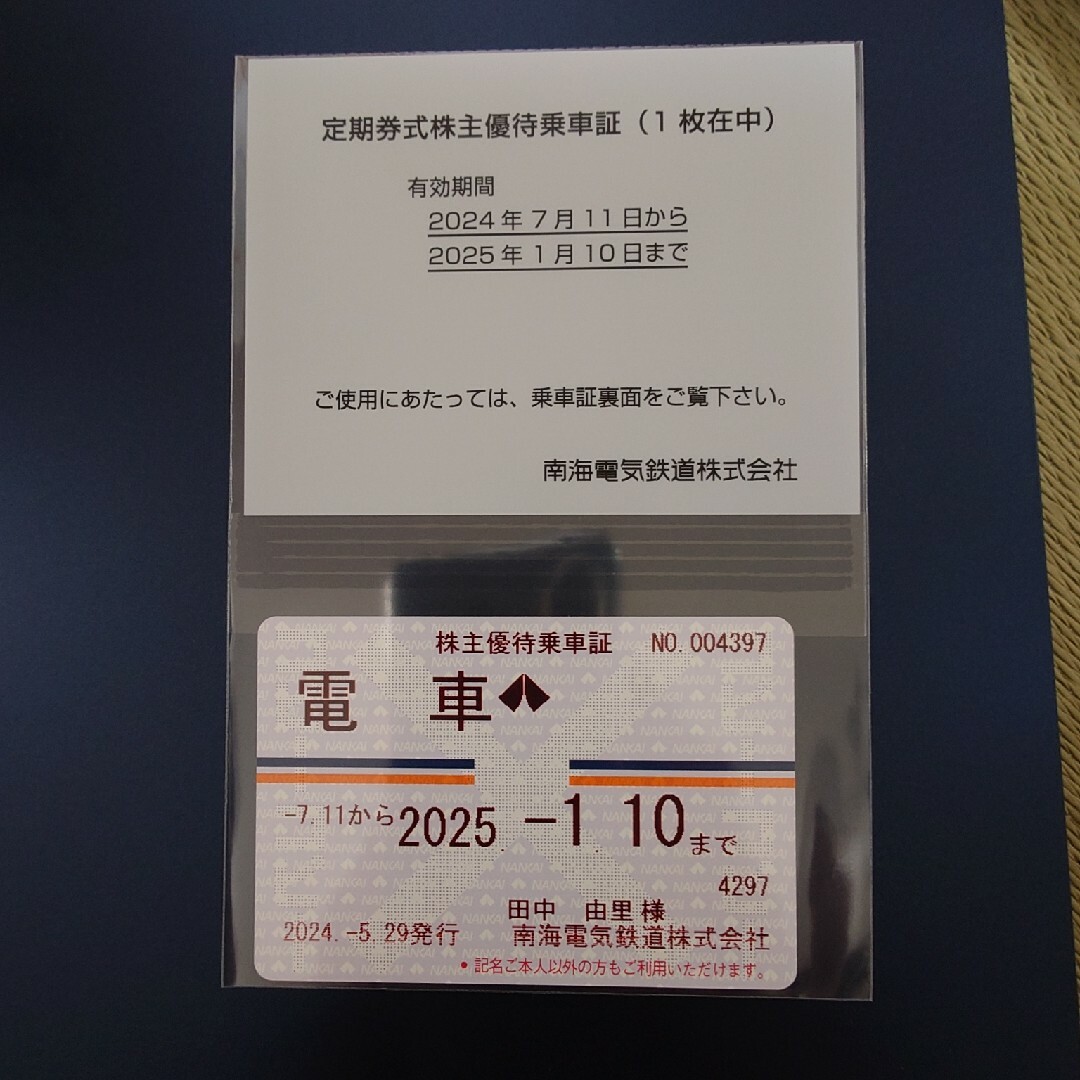 定期券式株主優待乗車証（1枚在中）
有効期間
2024年7月11日から
2025年1月10日まで
ご使用にあたっては、乗車証裏面をご覧下さい。
南海電気鉄道株式会社
株主優待乗車証 NO.004397
電 車
-7.11から2025 -1 10まで
4297
田中 由里様
2024.-5.29発行 南海電気鉄道株式会社
• 記名ご本人以外の方もご利用いただけます。